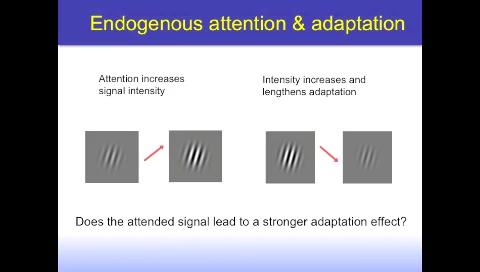 Endogenous attention & adaptation
Attention increases
signal intensity
Intensity increases and
lengthens adaptation
Does the attended signal lead to a stronger adaptation effect?